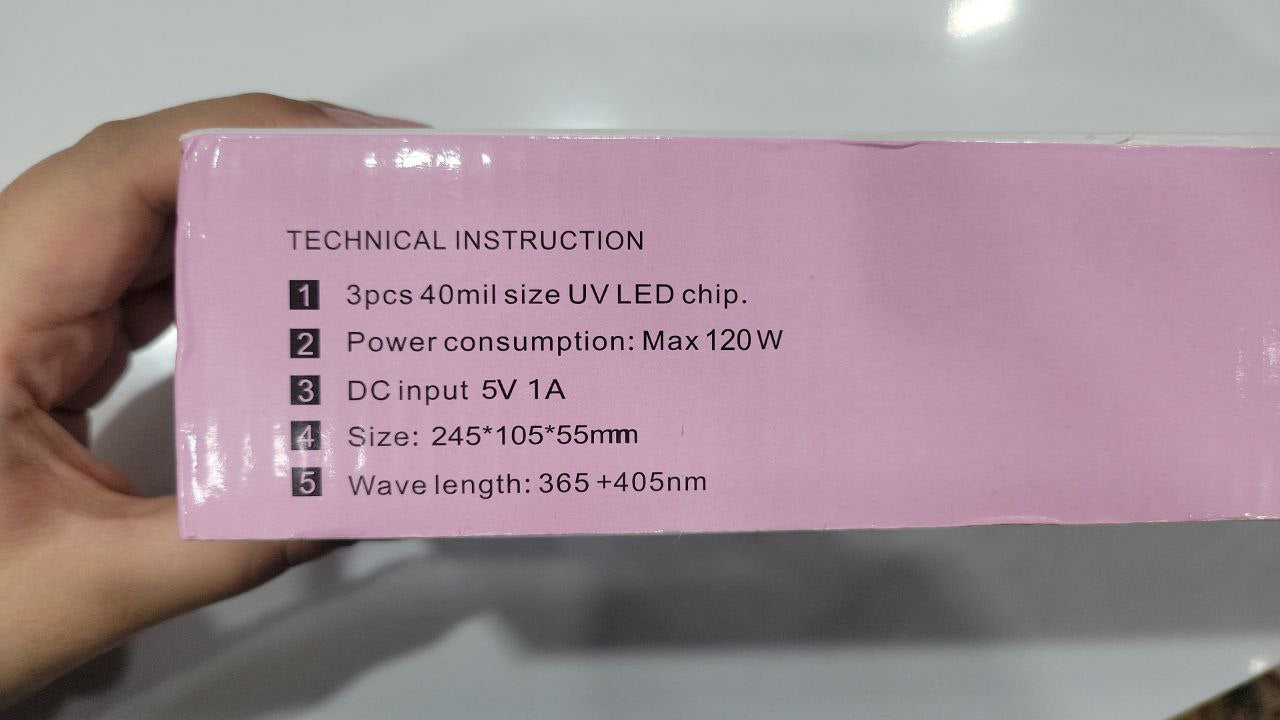 TECHNICAL INSTRUCTION
1 3pcs 40mil size UV LED chip.
2 Power consumption: Max 120W
3 DC input 5V 1A
4 Size: 245*105*55mm
5 Wave length: 365+405nm